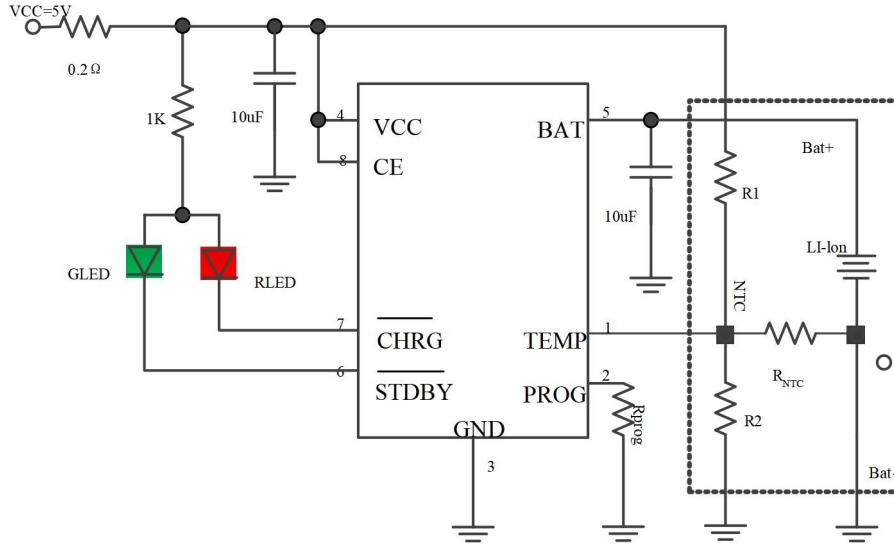 VCC=5V
0.2Ω
1K
10uF
4
VCC
8
CE
BAT
5
10uF
Bat+
R1
LI-Ion
GLED
RLED
NTC
7
CHRG
6
STDBY
TEMP
1
PROG
2
Rprog
R2
RNTC
GND
3
Bat-